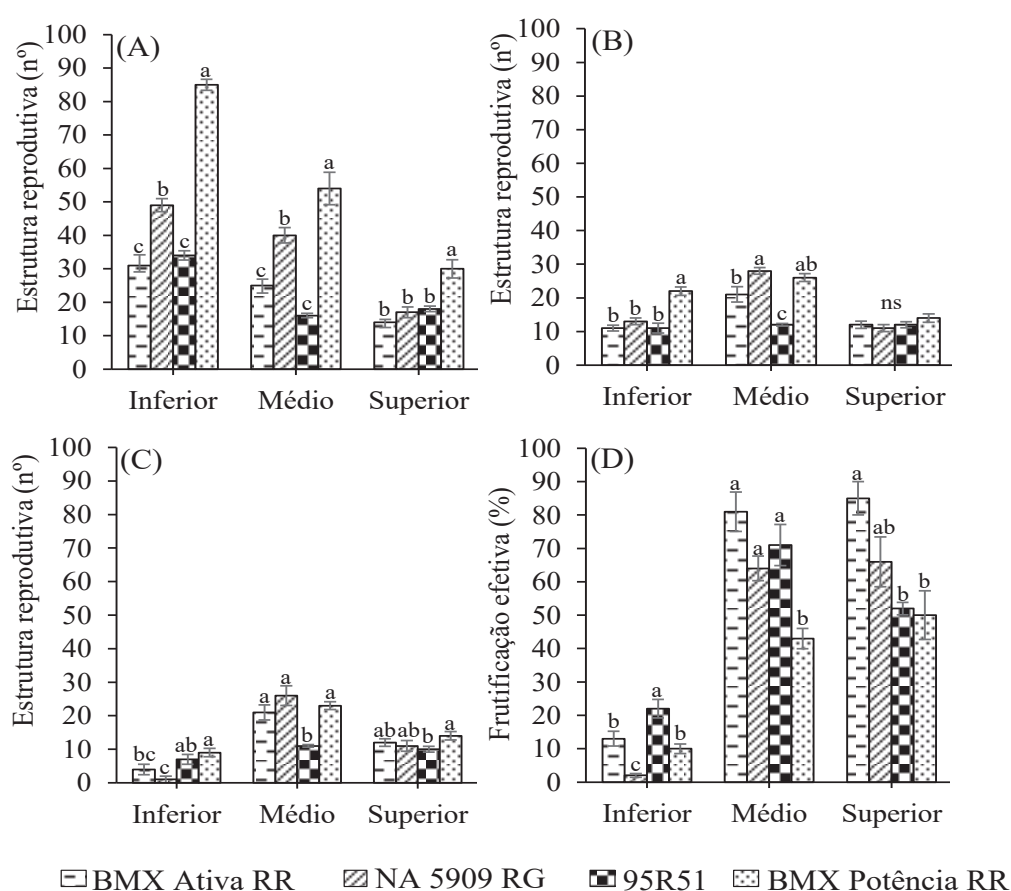 (A)
Estrutura reprodutiva (nº)
100
90
80
70
60
50
40
30
20
10
0
c b c a
c b c a
b b b a
Inferior Médio Superior
(B)
Estrutura reprodutiva (nº)
100
90
80
70
60
50
40
30
20
10
0
b b b a
b a c ab
ns
Inferior Médio Superior
(C)
Estrutura reprodutiva (nº)
100
90
80
70
60
50
40
30
20
10
0
bc c ab a
a a b a
ab ab b a
Inferior Médio Superior
(D)
Frutificação efetiva (%)
100
90
80
70
60
50
40
30
20
10
0
b c a b
a a a b
a ab b b
Inferior Médio Superior
BMX Ativa RR NA 5909 RG 95R51 BMX Potência RR